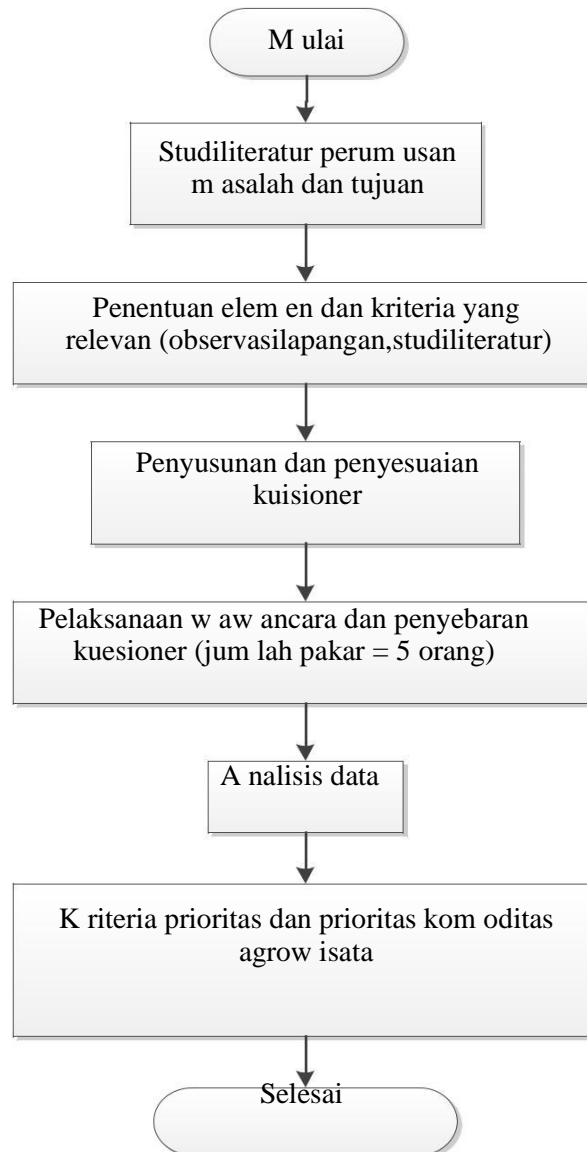 M ulai
Studiliteratur perum usan
m asalah dan tujuan
Penentuan elem en dan kriteria yang
relevan (observasilapangan,studiliteratur)
Penyusunan dan penyesuaian
kuisioner
Pelaksanaan w aw ancara dan penyebaran
kuesioner (jum lah pakar = 5 orang)
A nalisis data
K riteria prioritas dan prioritas kom oditas
agrow isata
Selesai